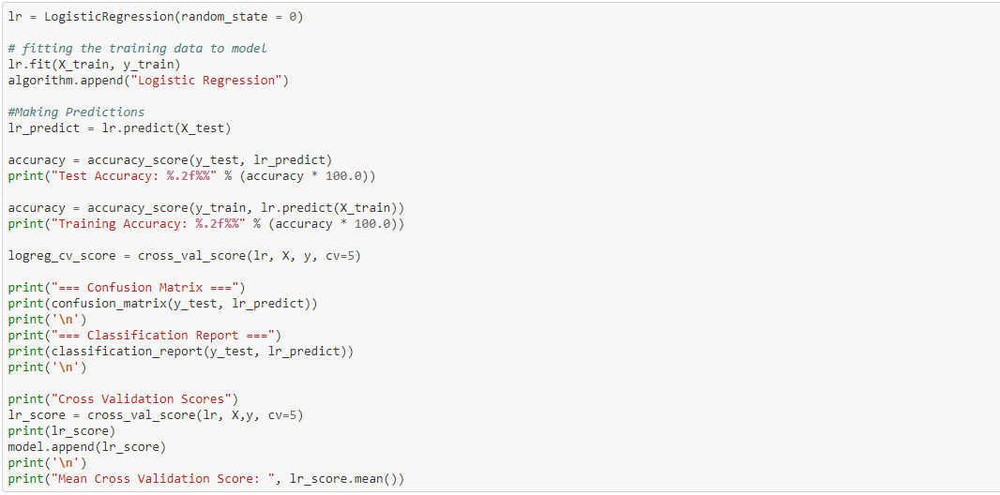 lr = LogisticRegression(random_state = 0)
# fitting the training data to model
lr.fit(X_train, y_train)
algorithm.append("Logistic Regression")
#Making Predictions
lr_predict = lr.predict(X_test)
accuracy = accuracy_score(y_test, lr_predict)
print("Test Accuracy: %.2f%%" % (accuracy * 100.0))
accuracy = accuracy_score(y_train, lr.predict(X_train))
print("Training Accuracy: %.2f%%" % (accuracy * 100.0))
logreg_cv_score = cross_val_score(lr, X, y, cv=5)
print("=== Confusion Matrix ===")
print(confusion_matrix(y_test, lr_predict))
print('\n')
print("=== Classification Report ===")
print(classification_report(y_test, lr_predict))
print('\n')
print("Cross Validation Scores")
lr_score = cross_val_score(lr, X,y, cv=5)
print(lr_score)
model.append(lr_score)
print('\n')
print("Mean Cross Validation Score: ", lr_score.mean())